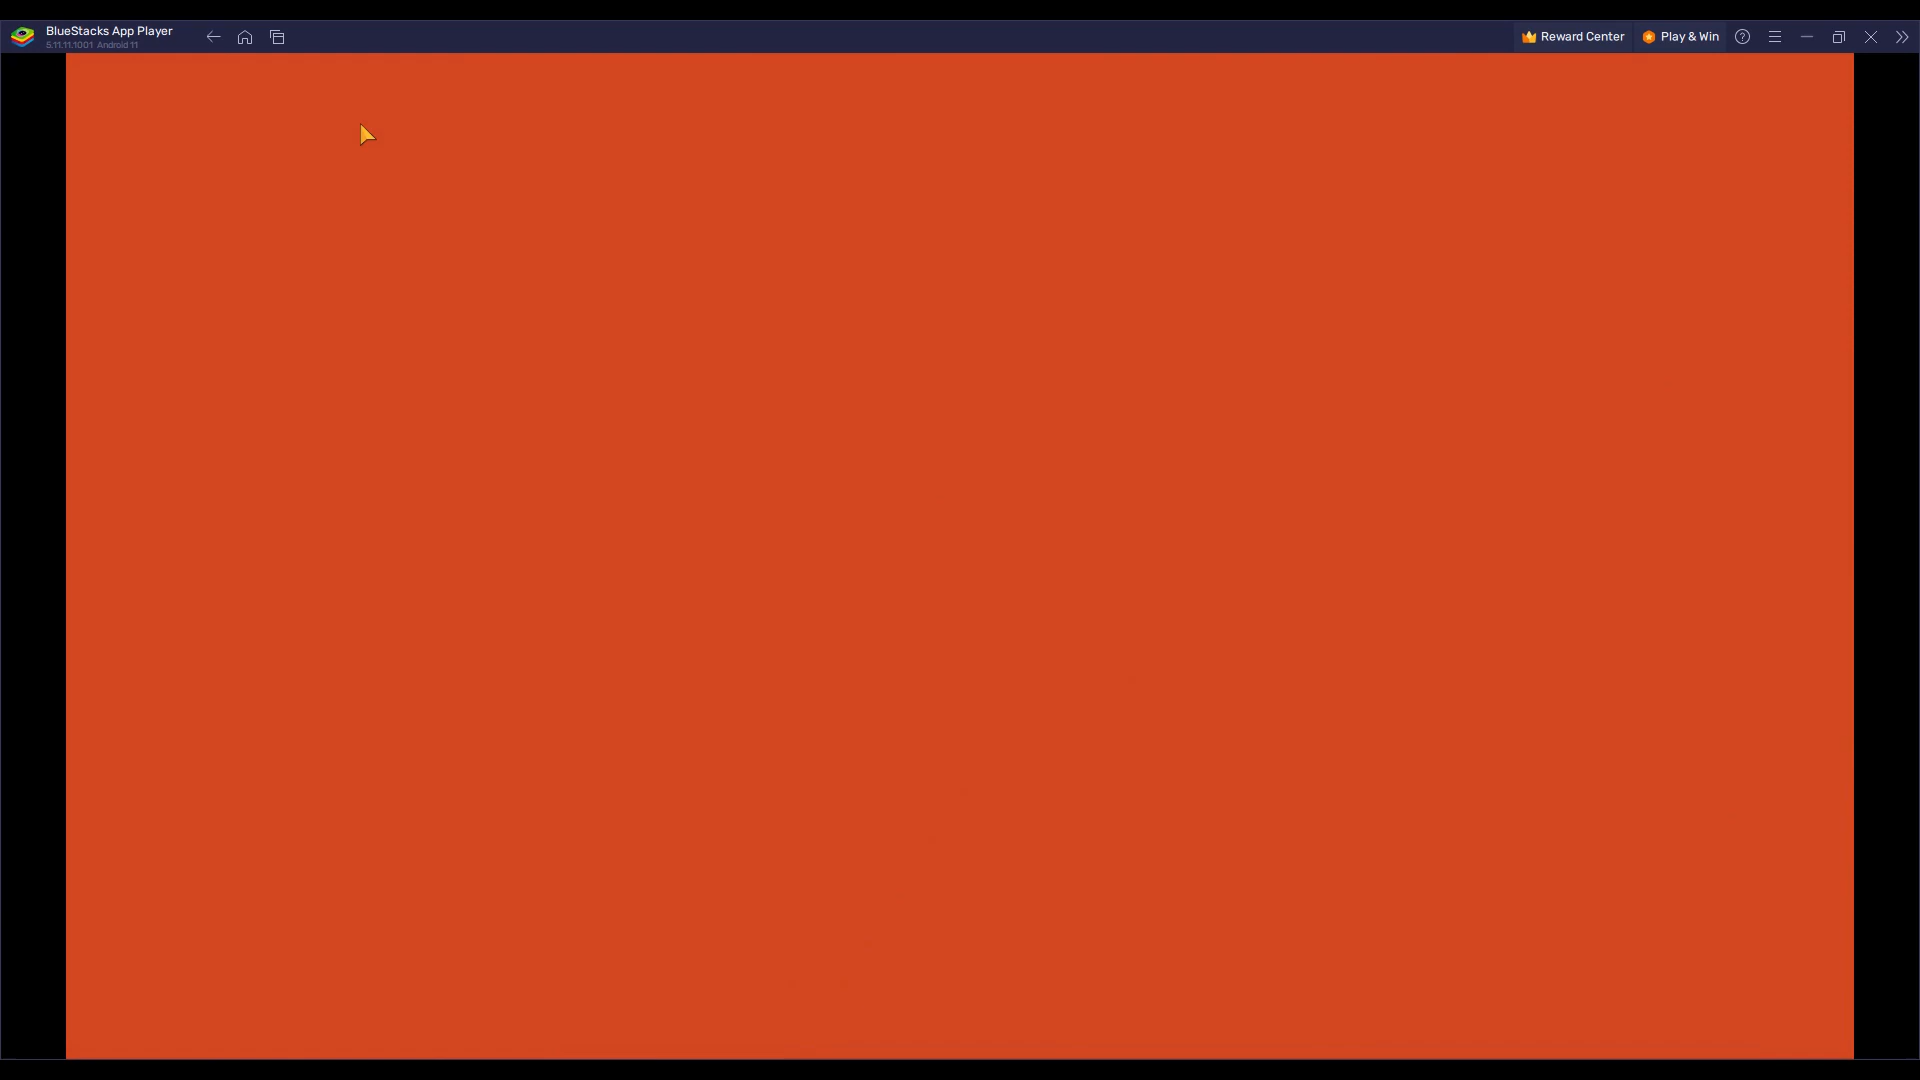 BlueStacks App Player
5.11.11.1001 Android 11
Reward Center
Play & Win